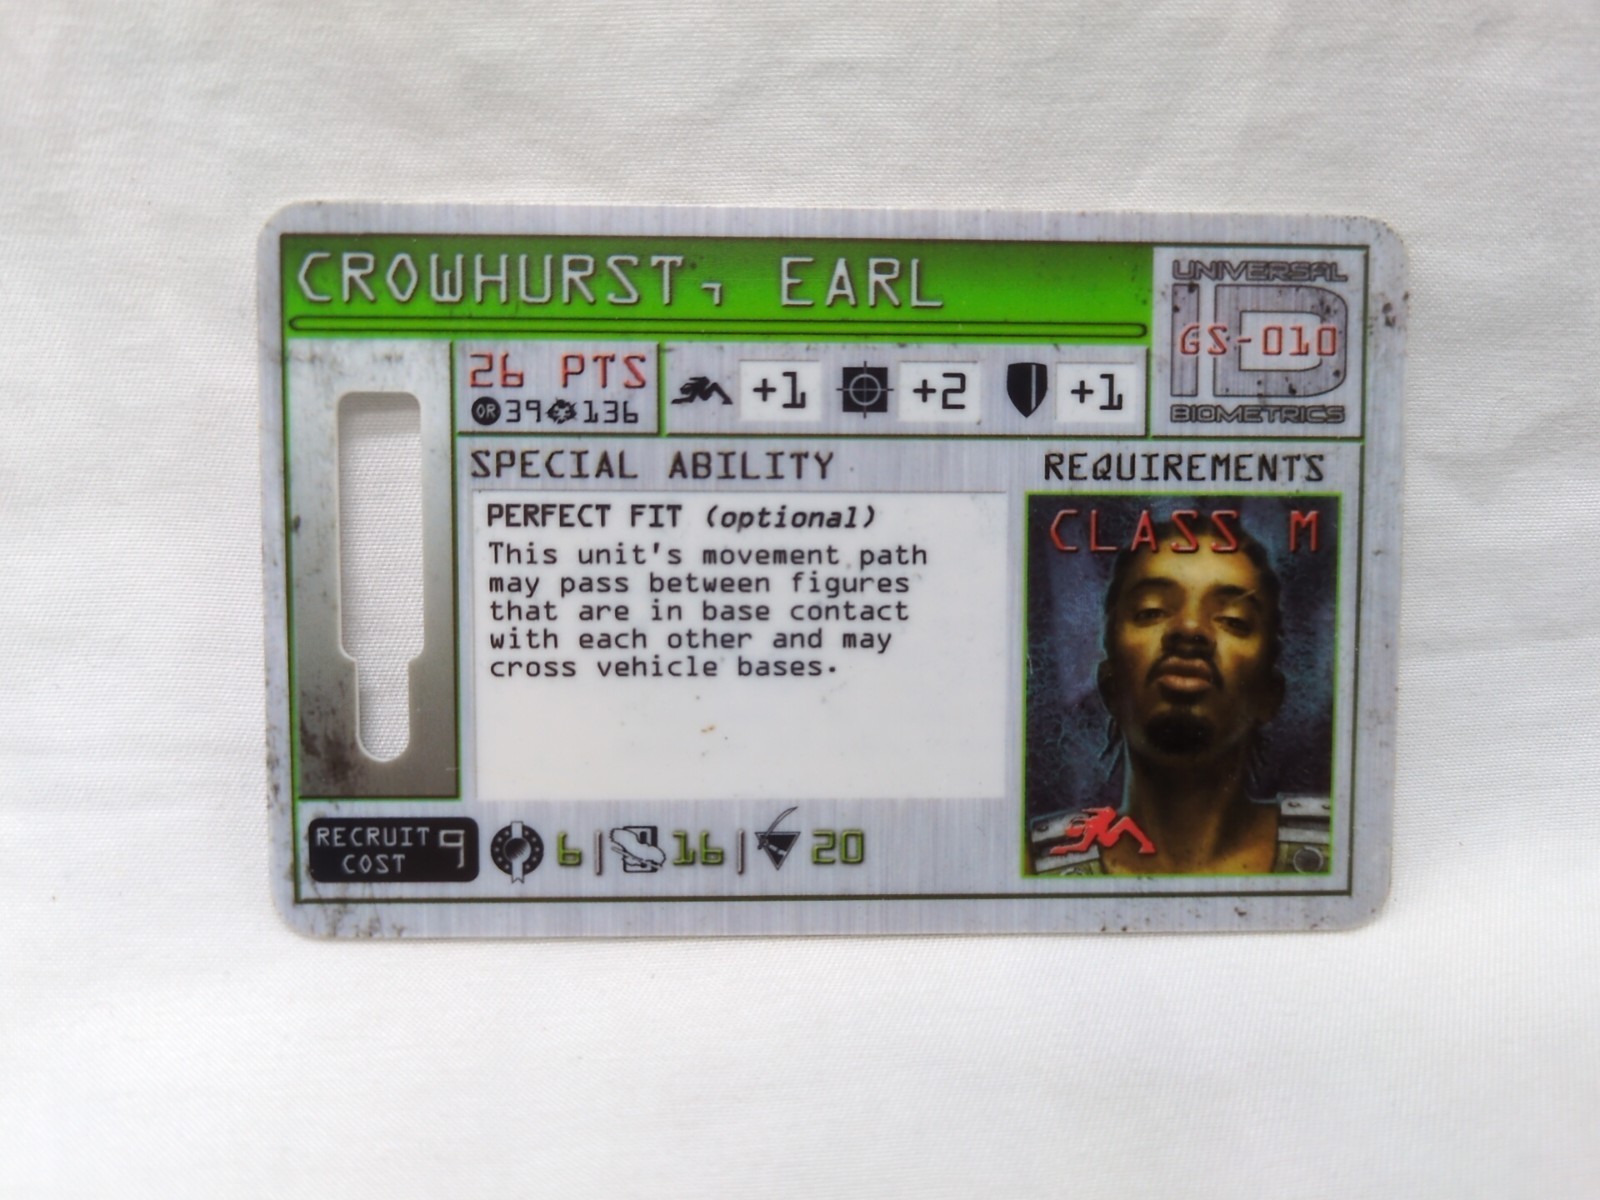 CROWHURST, EARL
UNIVERSAL
ID
GS-010
BIOMETRICS
26 PTS
OR 39 136
+1 +2 +1
SPECIAL ABILITY
PERFECT FIT (optional)
This unit's movement path
may pass between figures
that are in base contact
with each other and may
cross vehicle bases.
REQUIREMENTS
CLASS M
RECRUIT 9
COST
6 | 16 | 20